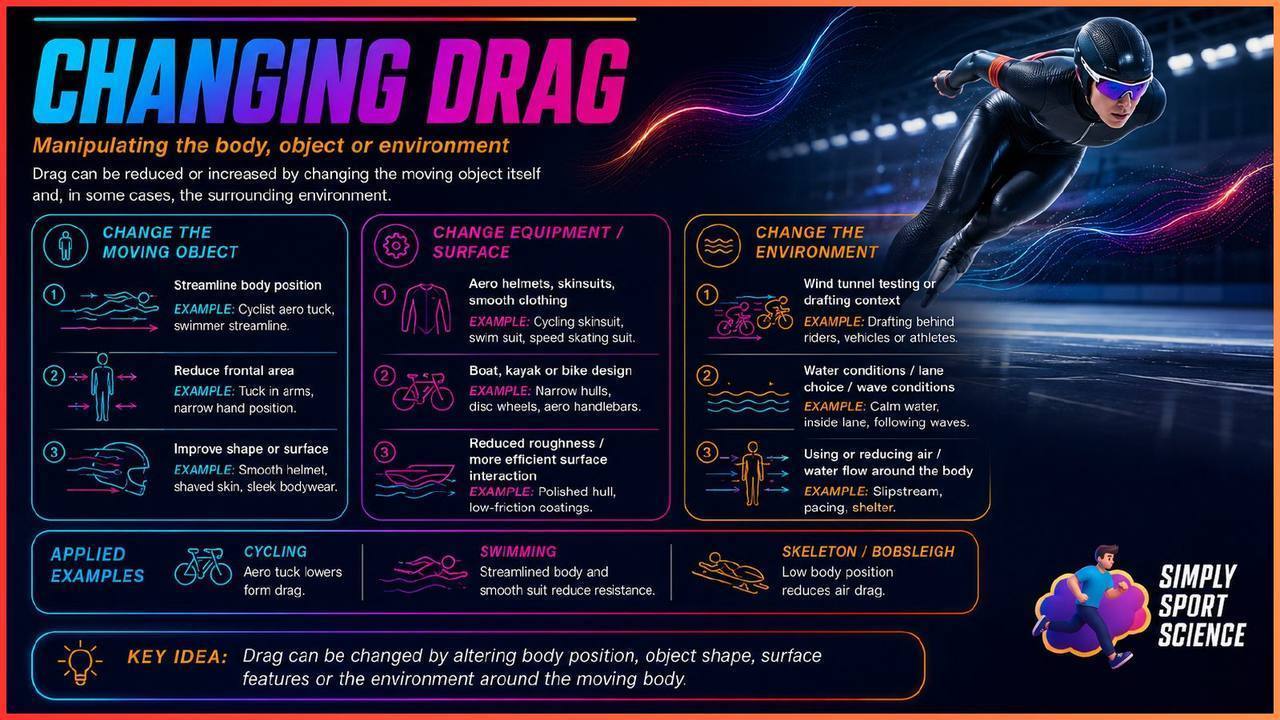 CHANGING DRAG
Manipulating the body, object or environment
Drag can be reduced or increased by changing the moving object itself
and, in some cases, the surrounding environment.
CHANGE THE
MOVING OBJECT
1
Streamline body position
EXAMPLE: Cyclist aero tuck,
swimmer streamline.
2
Reduce frontal area
EXAMPLE: Tuck in arms,
narrow hand position.
3
Improve shape or surface
EXAMPLE: Smooth helmet,
shaved skin, sleek bodywear.
CHANGE EQUIPMENT /
SURFACE
1
Aero helmets, skinsuits,
smooth clothing
EXAMPLE: Cycling skinsuit,
swim suit, speed skating suit.
2
Boat, kayak or bike design
EXAMPLE: Narrow hulls,
disc wheels, aero handlebars.
3
Reduced roughness /
more efficient surface
interaction
EXAMPLE: Polished hull,
low-friction coatings.
CHANGE THE
ENVIRONMENT
1
Wind tunnel testing or
drafting context
EXAMPLE: Drafting behind
riders, vehicles or athletes.
2
Water conditions / lane
choice / wave conditions
EXAMPLE: Calm water,
inside lane, following waves.
3
Using or reducing air /
water flow around the body
EXAMPLE: Slipstream,
pacing, shelter.
APPLIED
EXAMPLES
CYCLING
Aero tuck lowers
form drag.
SWIMMING
Streamlined body and
smooth suit reduce resistance.
SKELETON / BOBSLEIGH
Low body position
reduces air drag.
KEY IDEA: Drag can be changed by altering body position, object shape, surface
features or the environment around the moving body.
SIMPLY
SPORT
SCIENCE